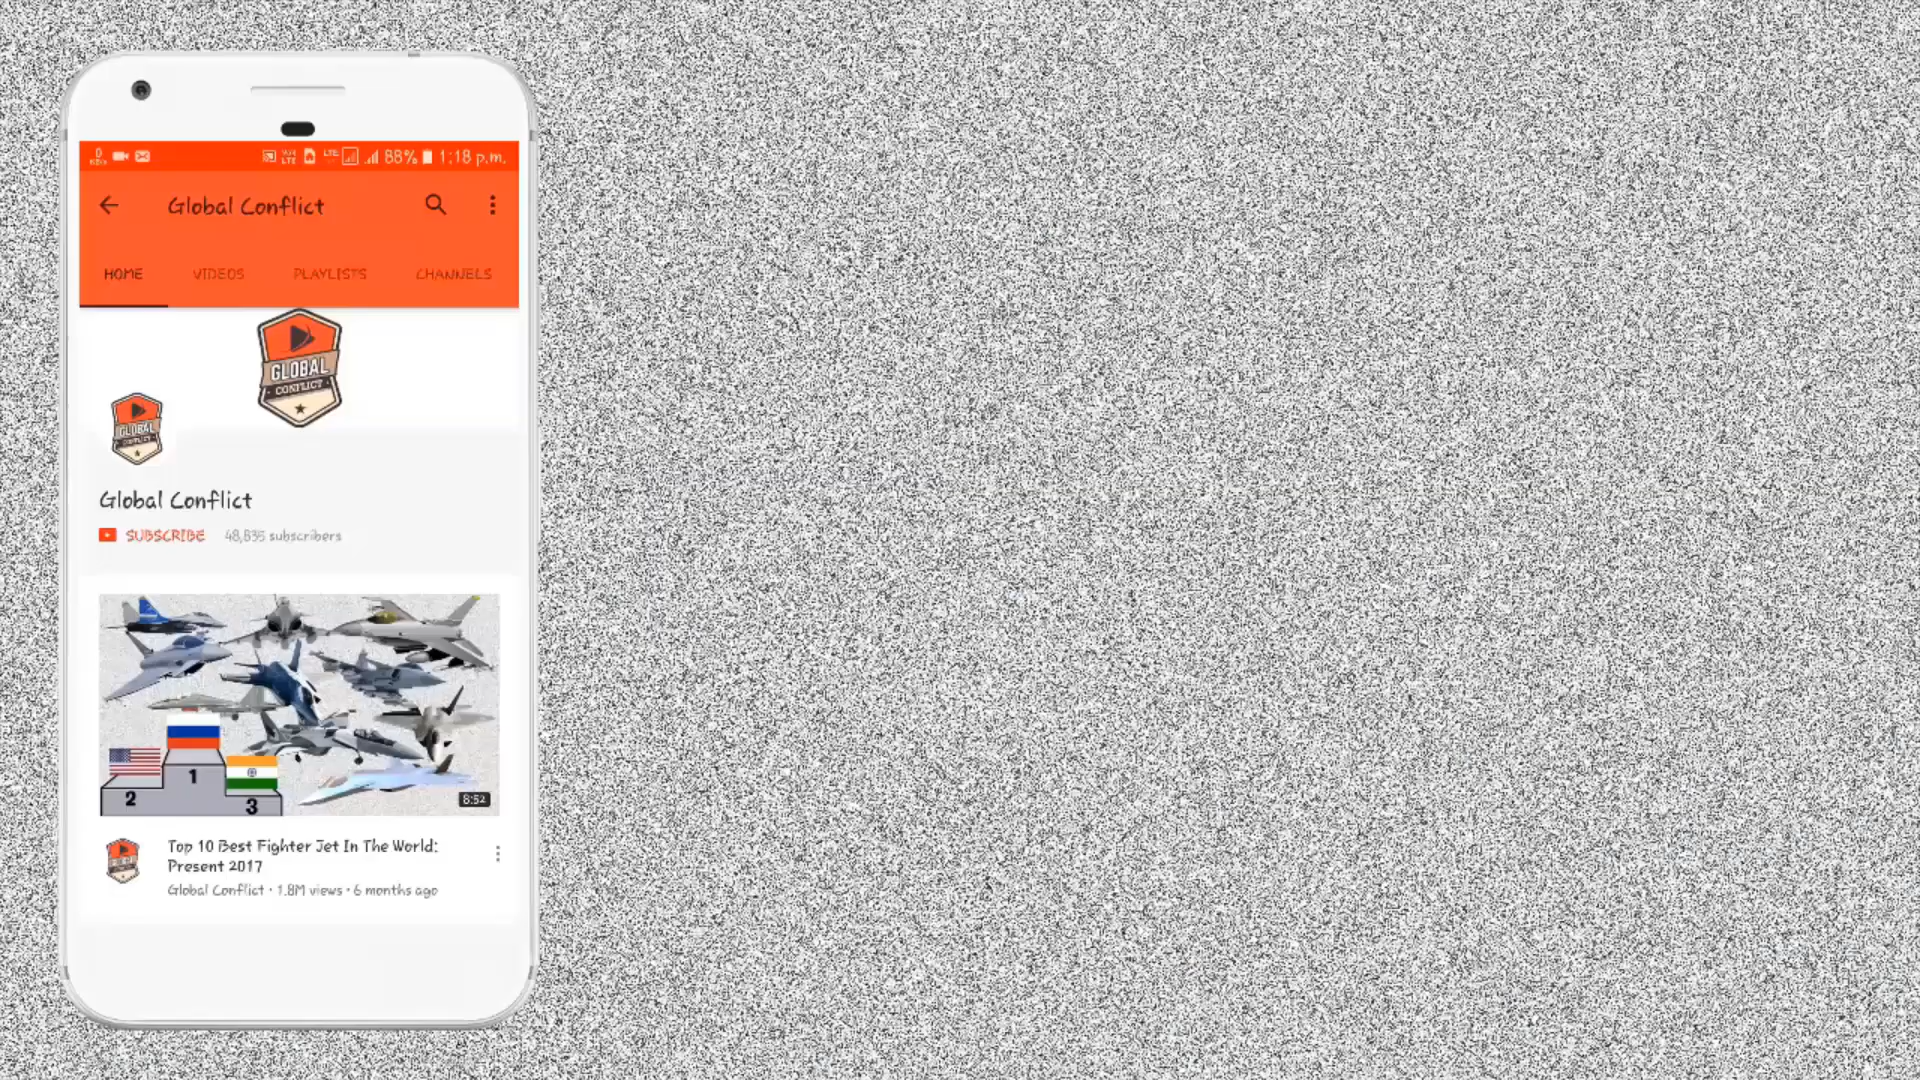 88% 1:18 p.m.
Global Conflict
HOME VIDEOS PLAYLISTS CHANNELS
GLOBAL
CONFLICT
GLOBAL
CONFLICT
Global Conflict
SUBSCRIBE 48,835 subscribers
1
2
3
8:52
Top 10 Best Fighter Jet In The World:
Present 2017
Global Conflict • 1.8M views • 6 months ago